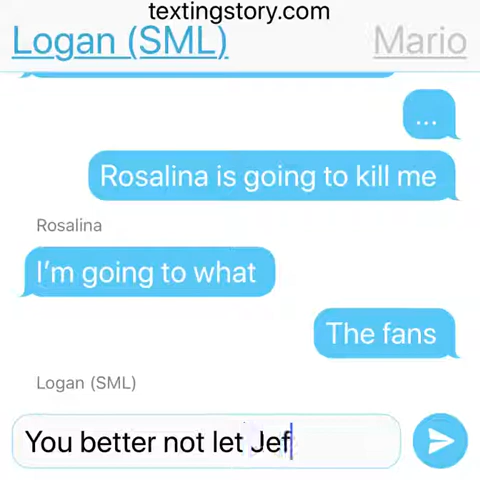 textingstory.com
Logan (SML) Mario
...
Rosalina is going to kill me
Rosalina
I'm going to what
The fans
Logan (SML)
You better not let Jef